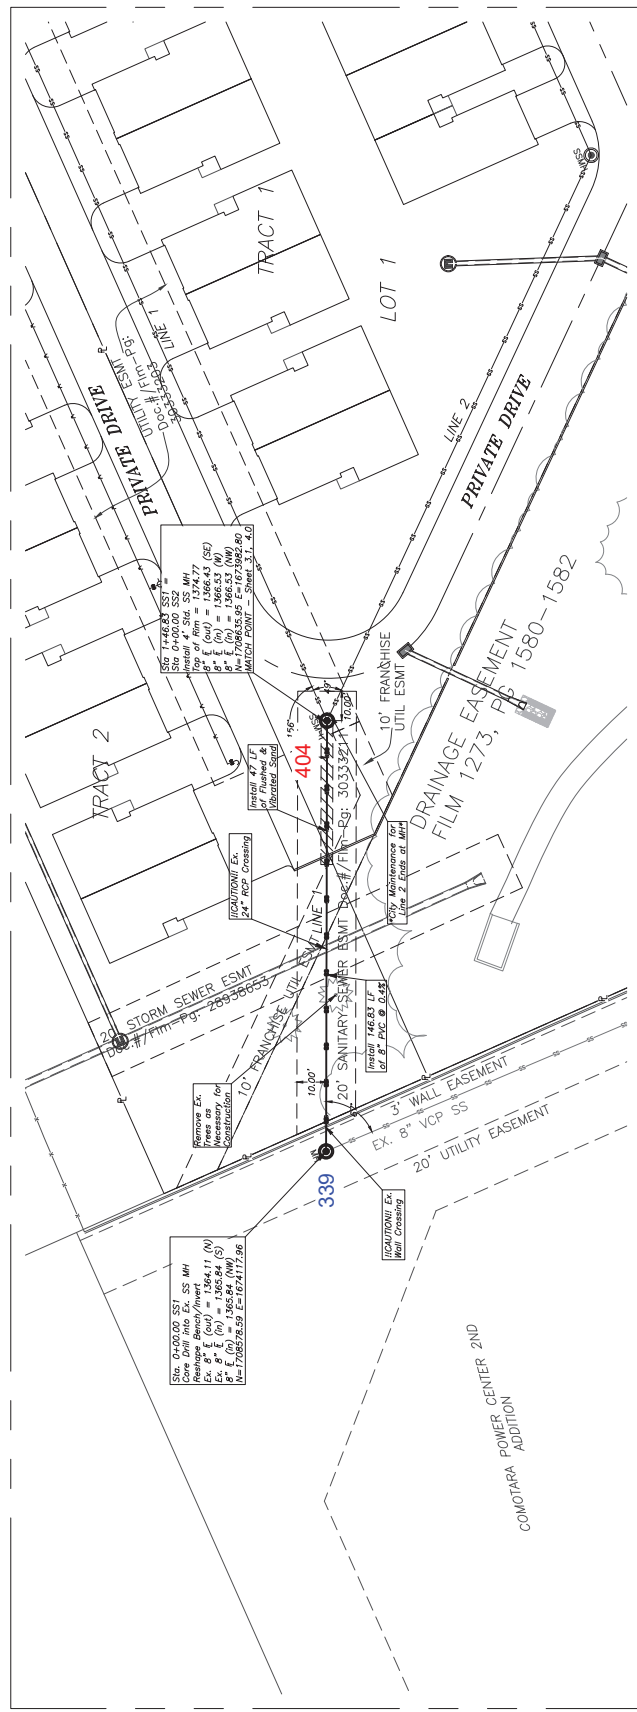 TRACT 1
LOT 1
UTILITY ESMT
Doc.#/Flm-Pg:
30333203
LINE 1
PRIVATE DRIVE
LINE 2
PRIVATE DRIVE
SSMH
Sta 1+46.83 SS1 =
Sta 0+00.00 SS2
Install 4' Std. SS MH
Top of Rim = 1374.77
8" ℄ (out) = 1366.43 (SE)
8" ℄ (in) = 1366.53 (W)
8" ℄ (in) = 1366.53 (NW)
N=1708635.95 E=1673982.80
MATCH POINT - Sheet 3.1, 4.0
TRACT 2
Install 47 LF
of Flushed &
Vibrated Sand
404
10.00'
10' FRANCHISE
UTIL ESMT
DRAINAGE EASEMENT
FILM 1273, PG 1580-1582
!!CAUTION!! Ex.
24" RCP Crossing
*City Maintenance for
Line 2 Ends at MH*
LINE 1
20' STORM SEWER ESMT
Doc.#/Flm-Pg: 28938653
10' FRANCHISE UTIL ESMT
20' SANITARY SEWER ESMT Doc.#/Flm-Pg: 30333211
Install 146.83 LF
of 8" PVC @ 0.4%
Remove Ex.
Trees as
Necessary for
Construction
10.00'
3' WALL EASEMENT
EX. 8" VCP SS
20' UTILITY EASEMENT
MH
339
!!CAUTION!! Ex.
Wall Crossing
Sta. 0+00.00 SS1
Core Drill into Ex. SS MH
Reshape Bench/Invert
Ex. 8" ℄ (out) = 1364.11 (N)
Ex. 8" ℄ (in) = 1365.84 (S)
8" ℄ (in) = 1365.84 (NW)
N=1708578.59 E=1674117.96
COMOTARA POWER CENTER 2ND
ADDITION